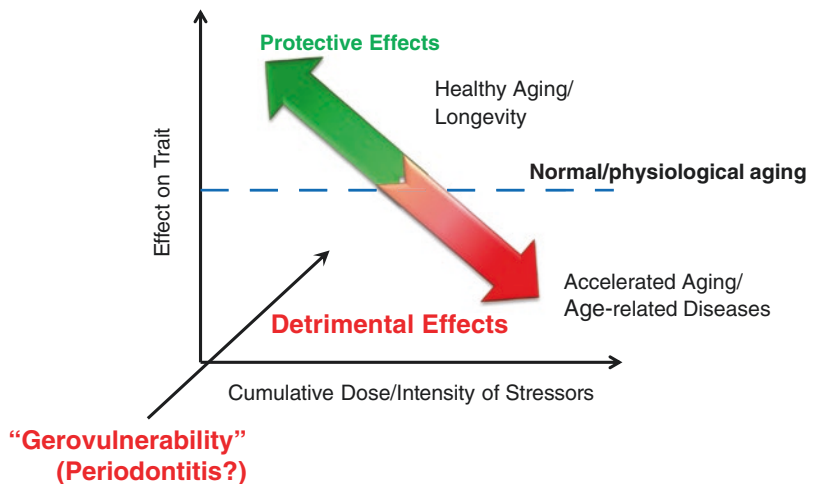 Protective Effects
Healthy Aging/
Longevity
Normal/physiological aging
Effect on Trait
Accelerated Aging/
Age-related Diseases
Detrimental Effects
Cumulative Dose/Intensity of Stressors
“Gerovulnerability”
(Periodontitis?)